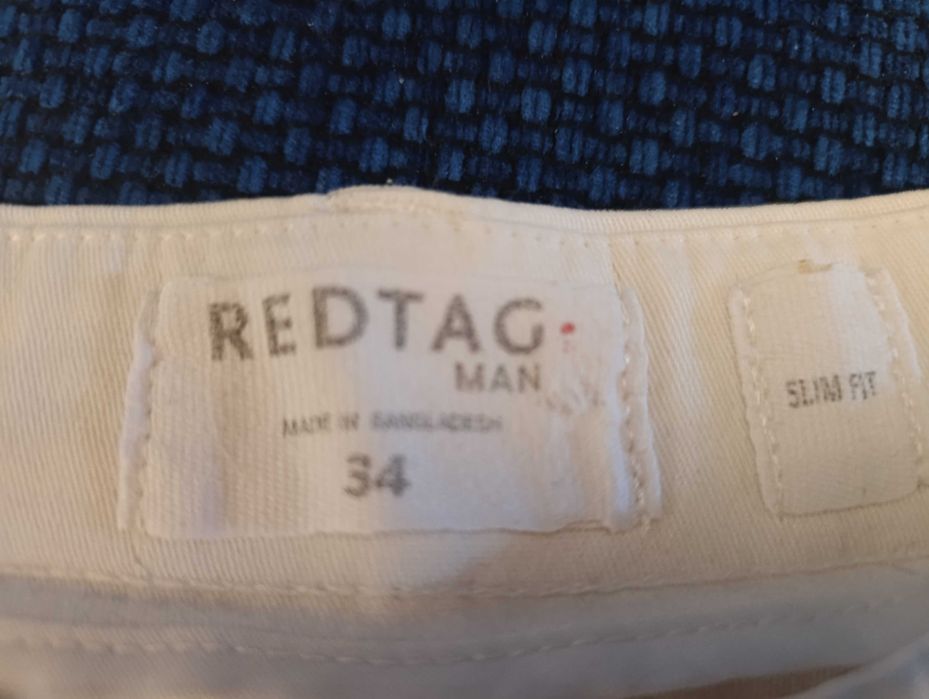 REDTAG
MAN
MADE IN BANGLADESH
34
SLIM FIT